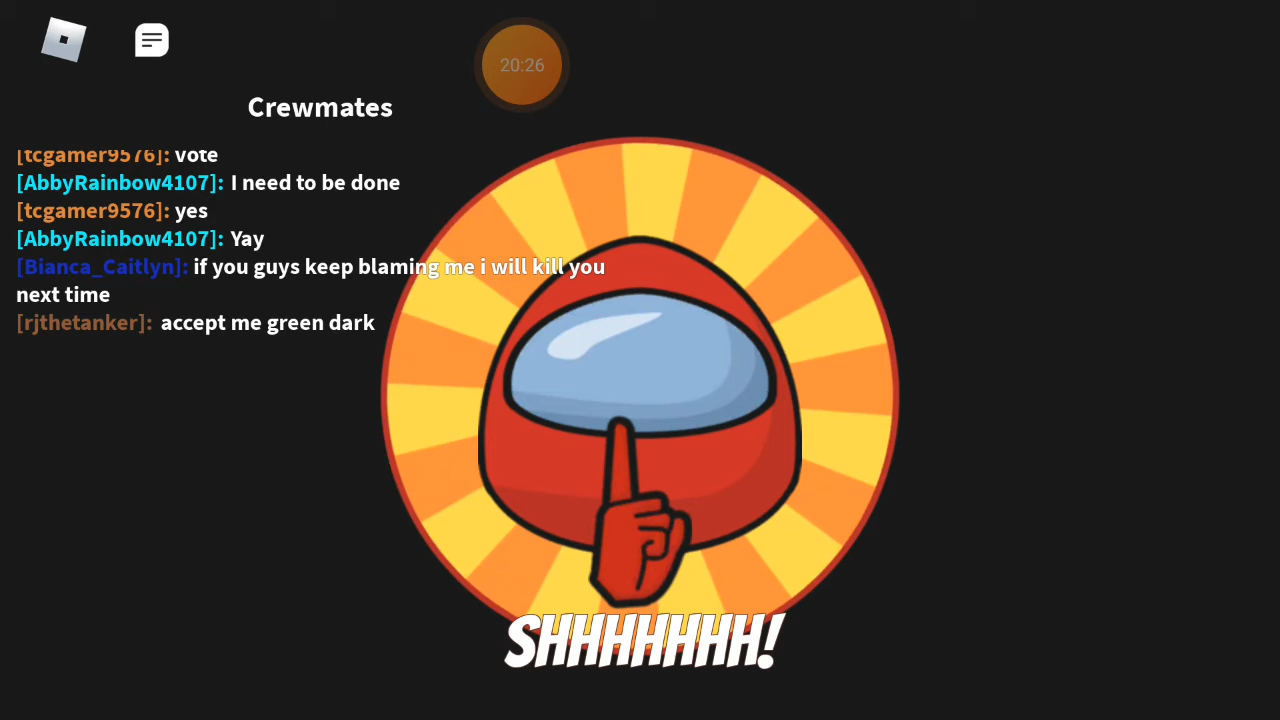 20:26
Crewmates
[tcgamer9576]: vote
[AbbyRainbow4107]: I need to be done
[tcgamer9576]: yes
[AbbyRainbow4107]: Yay
[Bianca_Caitlyn]: if you guys keep blaming me i will kill you
next time
[rjthetanker]: accept me green dark
SHHHHHHH!